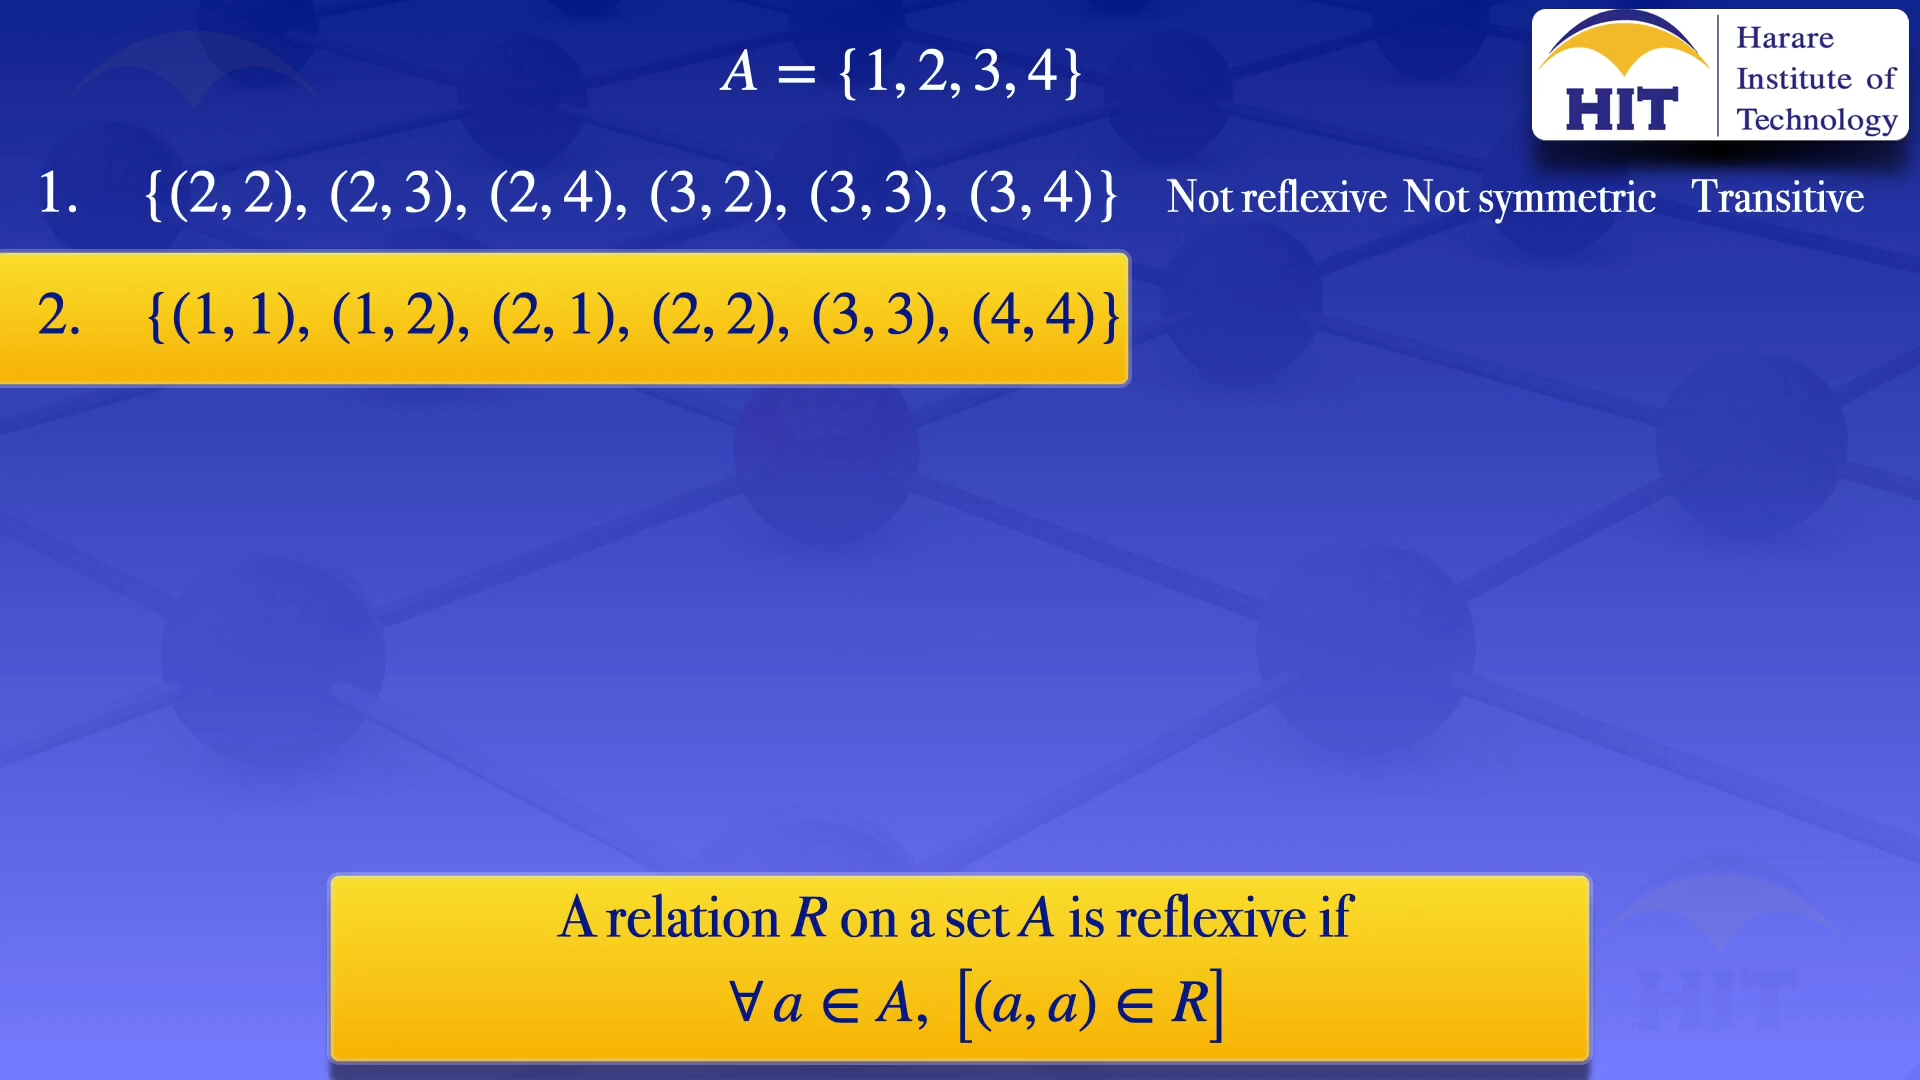 A = {1, 2, 3, 4}
HIT
Harare
Institute of
Technology
1. {(2, 2), (2, 3), (2, 4), (3, 2), (3, 3), (3, 4)} Not reflexive Not symmetric Transitive
2. {(1, 1), (1, 2), (2, 1), (2, 2), (3, 3), (4, 4)}
A relation R on a set A is reflexive if
∀ a ∈ A, [(a, a) ∈ R]
HIT